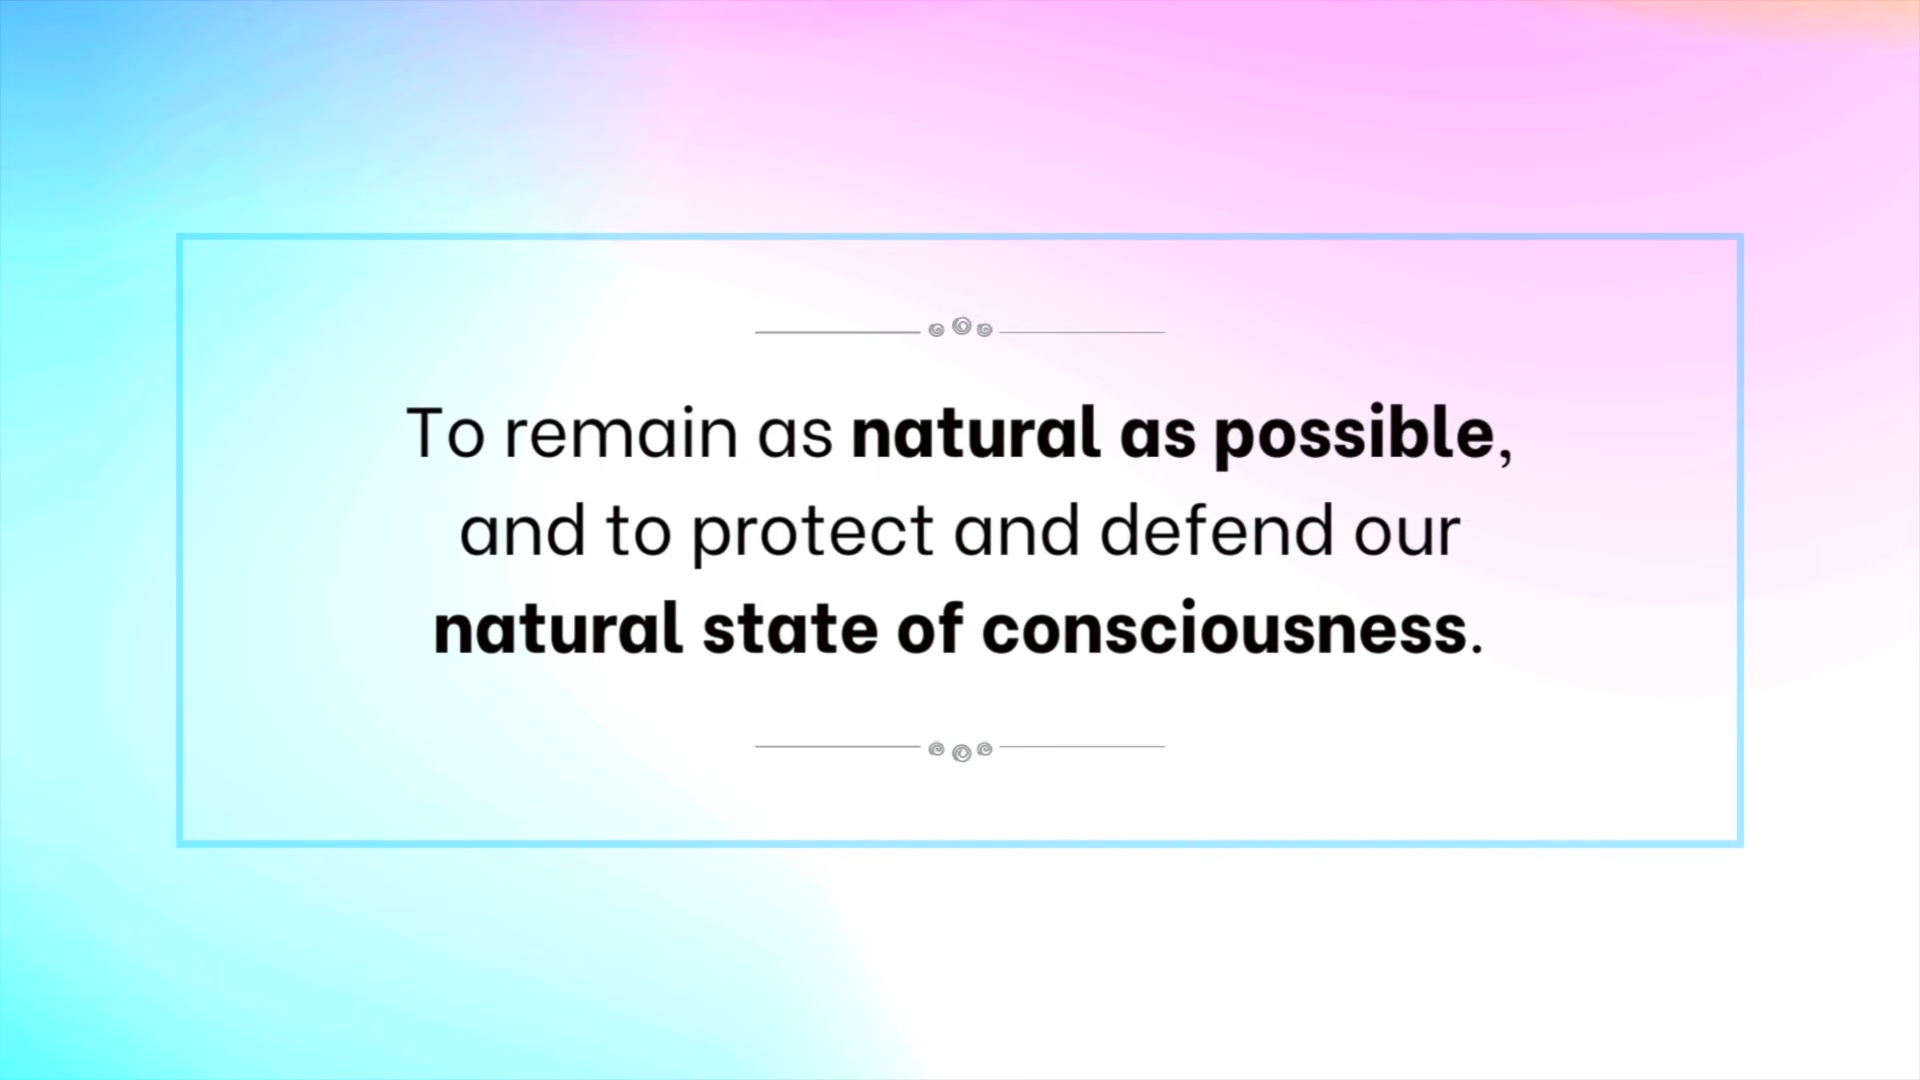 To remain as natural as possible,
and to protect and defend our
natural state of consciousness.